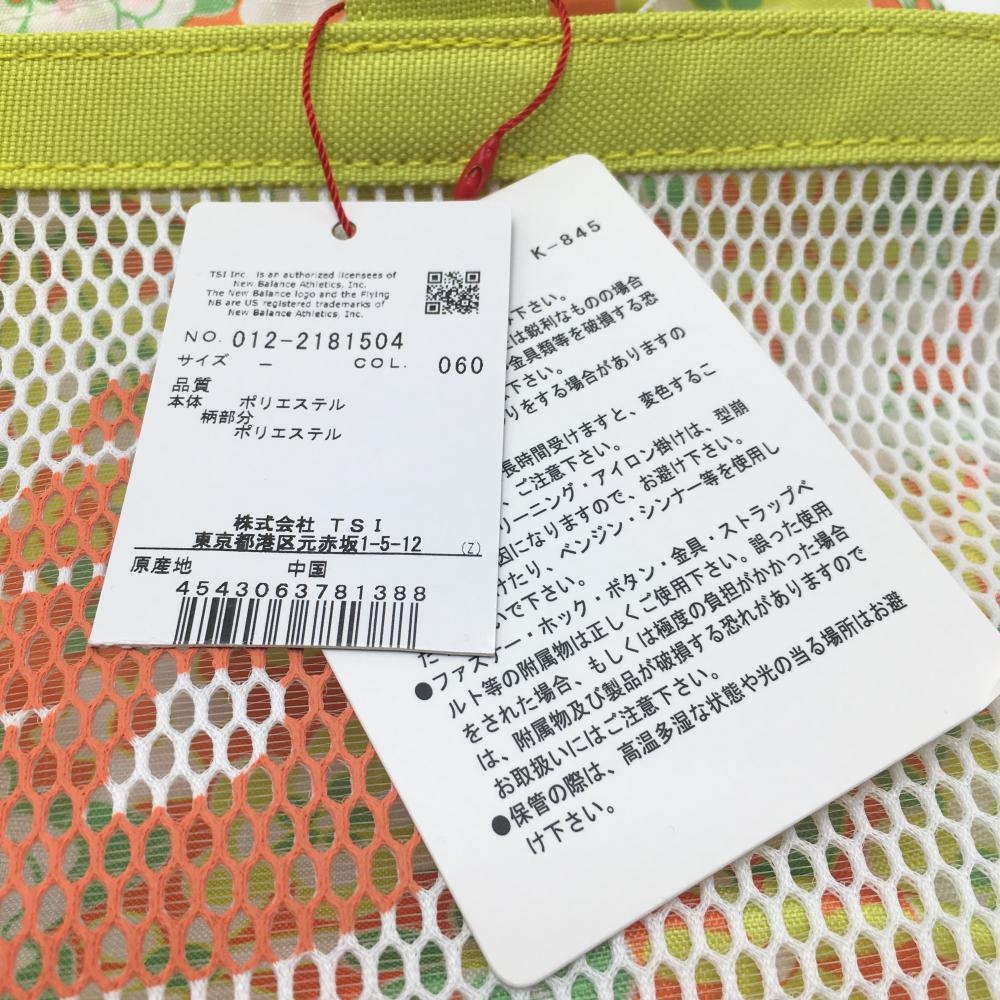 TSI Inc. is an authorized licensees of
New Balance Athletics, Inc.
The New Balance logo and the Flying
NB are US registered trademarks of
New Balance Athletics, Inc.
NO. 012-2181504
サイズ － COL. 060
品質
本体 ポリエステル
柄部分
ポリエステル
株式会社 TSI
東京都港区元赤坂1-5-12 (Z)
原産地 中国
4543063781388
K-845
下さい。
は鋭利なものの場合
金具類等を破損する恐
下さい。
りをする場合がありますの
長時間受けますと、変色するこ
ご注意下さい。
リーニング・アイロン掛けは、型崩
因になりますので、お避け下さい。
けたり、ベンジン・シンナー等を使用し
いで下さい。
●ファスナー・ホック・ボタン・金具・ストラップベ
ルト等の附属物は正しくご使用下さい。誤った使用
をされた場合、もしくは極度の負担がかかった場合
は、附属物及び製品が破損する恐れがありますので
お取扱いにはご注意下さい。
●保管の際は、高温多湿な状態や光の当る場所はお避
け下さい。